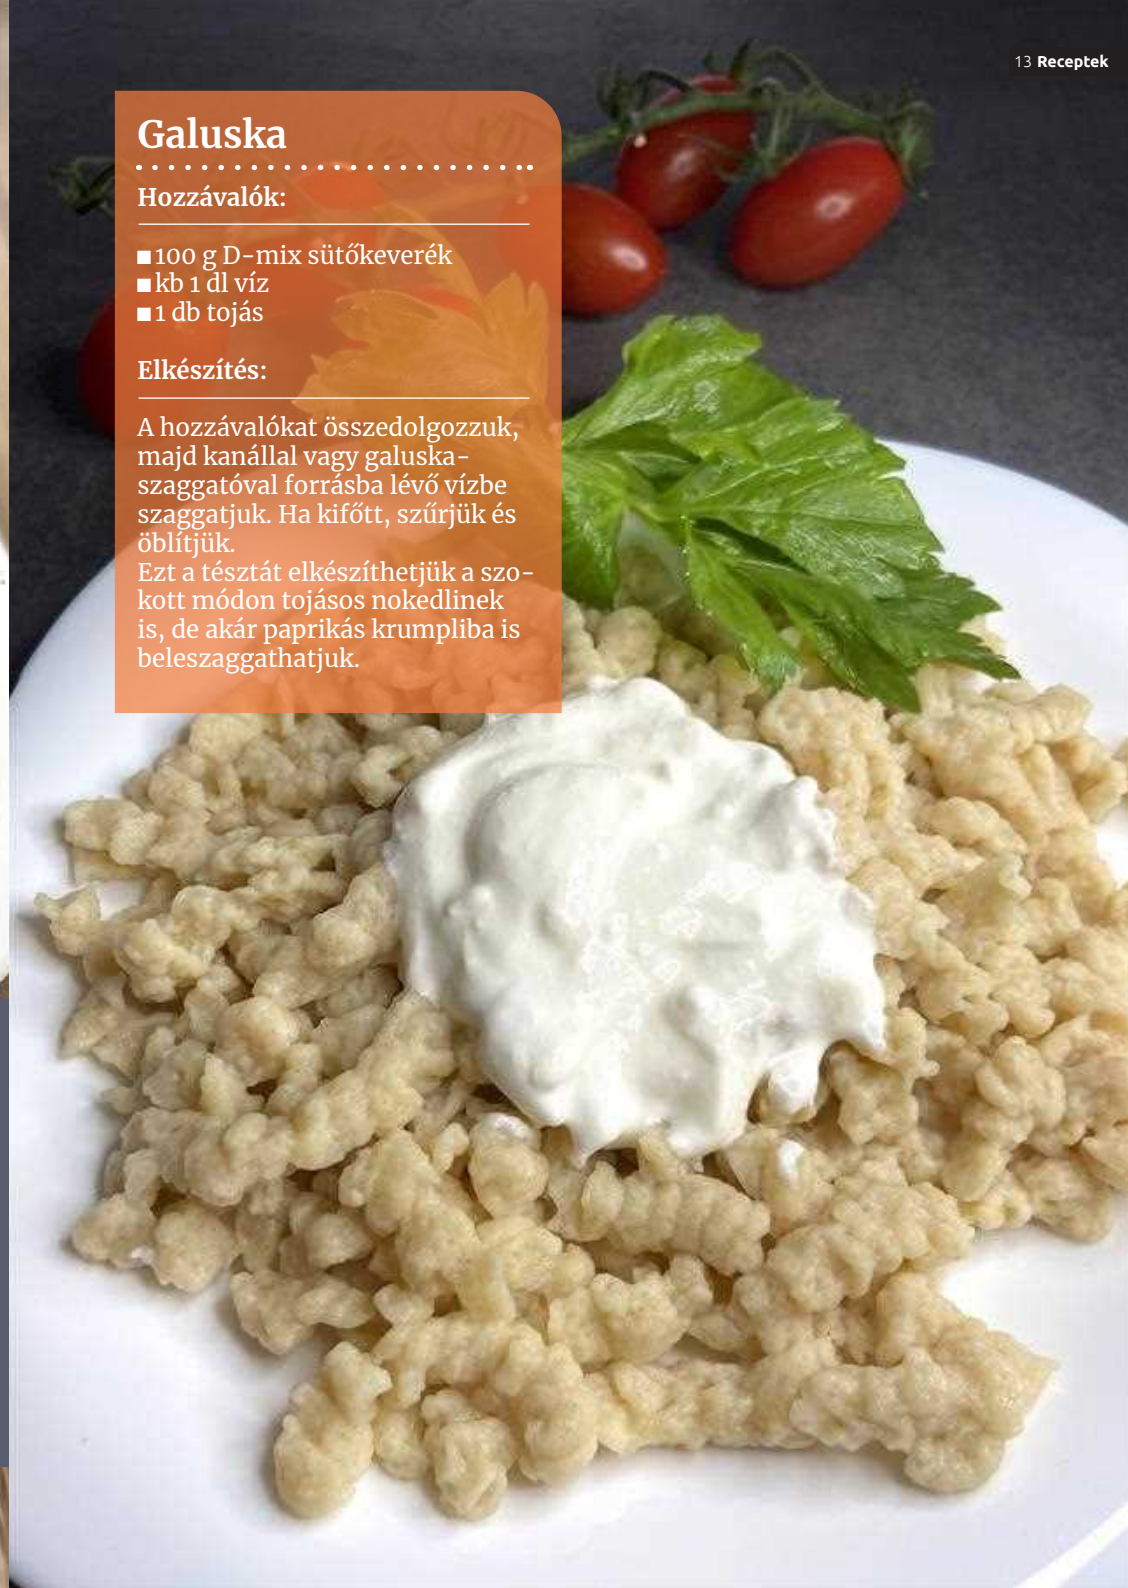 13 Receptek
Galuska
Hozzávalók:
■100 g D-mix sütőkeverék
■kb 1 dl víz
■1 db tojás
Elkészítés:
A hozzávalókat összedolgozzuk,
majd kanállal vagy galuska-
szaggatóval forrásba lévő vízbe
szaggatjuk. Ha kifőtt, szűrjük és
öblítjük.
Ezt a tésztát elkészíthetjük a szo-
kott módon tojásos nokedlinek
is, de akár paprikás krumpliba is
beleszaggathatjuk.